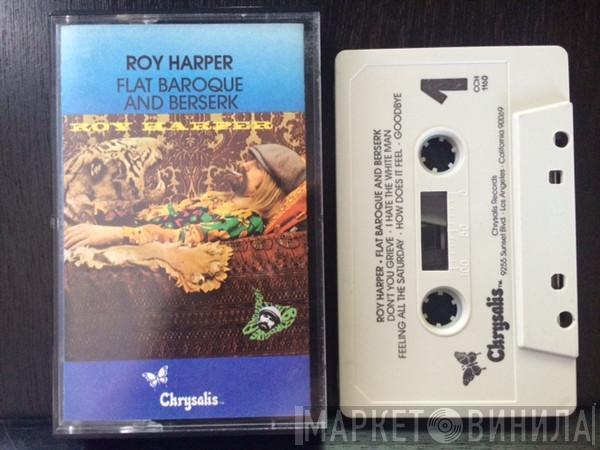 ROY HARPER
FLAT BAROQUE
AND BERSERK
ROY HARPER
Chrysalis™
1
CCH
1160
ROY HARPER • FLAT BAROQUE AND BERSERK
DON'T YOU GRIEVE • I HATE THE WHITE MAN
FEELING ALL THE SATURDAY • HOW DOES IT FEEL • GOODBYE
Chrysalis Records
9255 Sunset Blvd. • Los Angeles • California 90069
Chrysalis™
МАРКЕТ ВИНИЛА